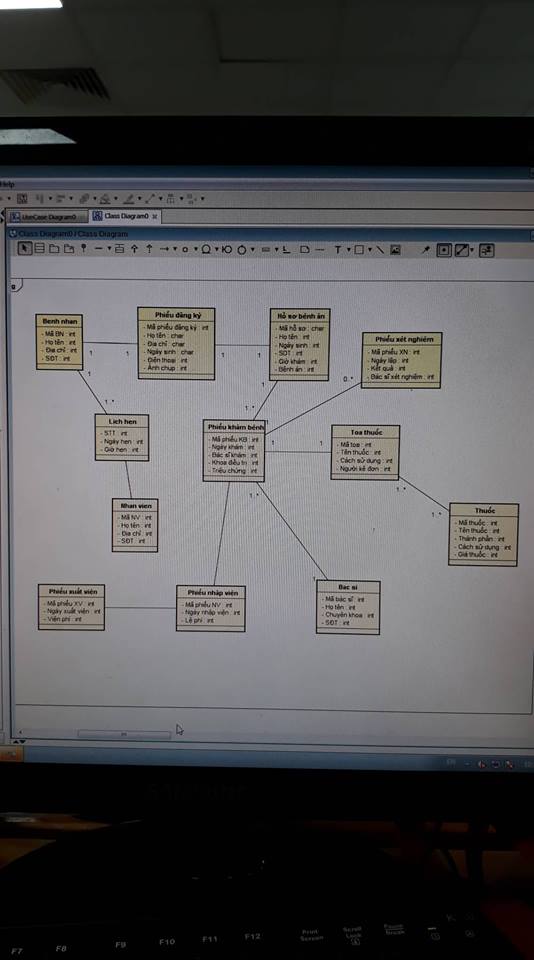 Help
UseCase Diagram0
Class Diagram0
Class Diagram0 / Class Diagram
Benh nhan
- Mã BN : int
- Họ tên : int
- Địa chỉ : int
- SĐT : int
Phiếu đăng ký
- Mã phiếu đăng ký : int
- Họ tên : char
- Địa chỉ : char
- Ngày sinh : char
- Điện thoại : int
- Ảnh chụp : int
Hồ sơ bệnh án
- Mã hồ sơ : char
- Họ tên : int
- Ngày sinh : int
- SĐT : int
- Giờ khám : int
- Bệnh án : int
Phiếu xét nghiệm
- Mã phiếu XN : int
- Ngày lập : int
- Kết quả : int
- Bác sĩ xét nghiệm : int
1
1
1
1
1
1..*
1
1..*
0..*
1
Lich hen
- STT : int
- Ngày hẹn : int
- Giờ hẹn : int
Phiếu khám bệnh
- Mã phiếu KB : int
- Ngày khám : int
- Bác sĩ khám : int
- Khoa điều trị : int
- Triệu chứng : int
1
1
Toa thuốc
- Mã toa : int
- Tên thuốc : int
- Cách sử dụng : int
- Người kê đơn : int
1..*
1..*
1..*
1
Nhan vien
- Mã NV : int
- Họ tên : int
- Địa chỉ : int
- SĐT : int
Thuốc
- Mã thuốc : int
- Tên thuốc : int
- Thành phần : int
- Cách sử dụng : int
- Giá thuốc : int
Phiếu xuất viện
- Mã phiếu XV : int
- Ngày xuất viện : int
- Viện phí : int
Phiếu nhập viện
- Mã phiếu NV : int
- Ngày nhập viện : int
- Lệ phí : int
Bác sĩ
- Mã bác sĩ : int
- Họ tên : int
- Chuyên khoa : int
- SĐT : int
EN
F7
F8
F9
F10
F11
F12
Print
Screen
Scroll
Lock
Pause
Break